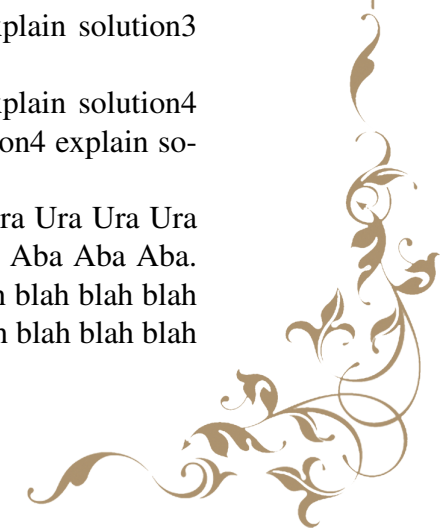 xplain solution3
xplain solution4
ion4 explain so-
ra Ura Ura Ura
Aba Aba Aba.
h blah blah blah
h blah blah blah